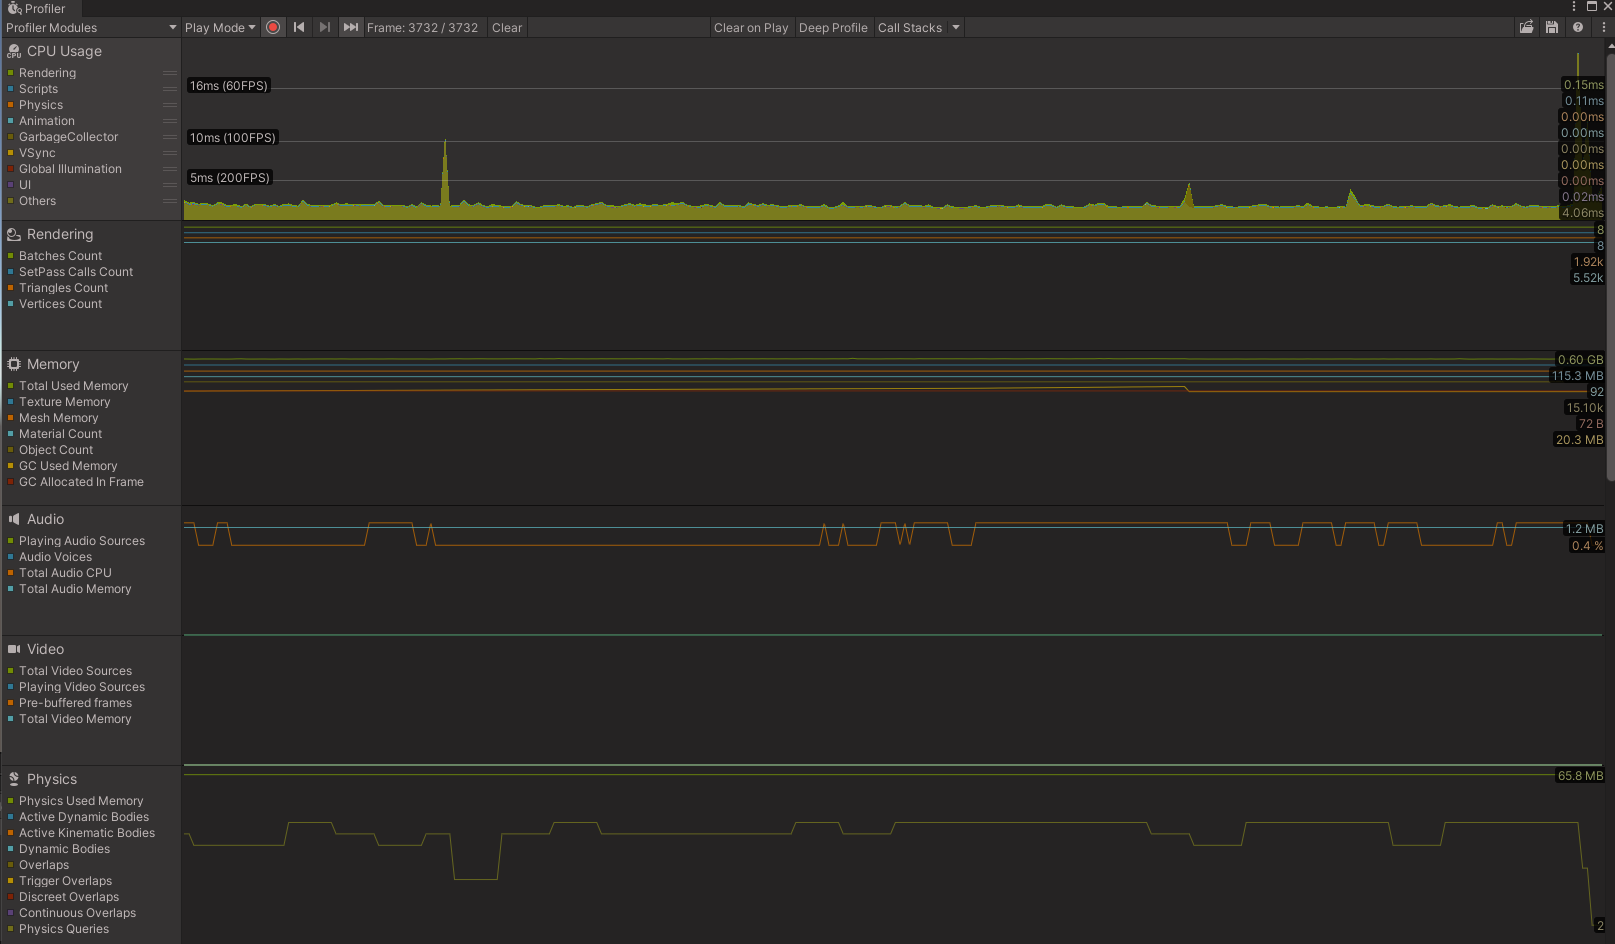 Profiler
Profiler Modules
Play Mode
Frame: 3732 / 3732
Clear
Clear on Play
Deep Profile
Call Stacks
CPU Usage
Rendering
Scripts
Physics
Animation
GarbageCollector
VSync
Global Illumination
UI
Others
16ms (60FPS)
10ms (100FPS)
5ms (200FPS)
0.15ms
0.11ms
0.00ms
0.00ms
0.00ms
0.00ms
0.00ms
0.02ms
4.06ms
Rendering
Batches Count
SetPass Calls Count
Triangles Count
Vertices Count
8
8
1.92k
5.52k
Memory
Total Used Memory
Texture Memory
Mesh Memory
Material Count
Object Count
GC Used Memory
GC Allocated In Frame
0.60 GB
115.3 MB
92
15.10k
72 B
20.3 MB
Audio
Playing Audio Sources
Audio Voices
Total Audio CPU
Total Audio Memory
1.2 MB
0.4 %
Video
Total Video Sources
Playing Video Sources
Pre-buffered frames
Total Video Memory
Physics
Physics Used Memory
Active Dynamic Bodies
Active Kinematic Bodies
Dynamic Bodies
Overlaps
Trigger Overlaps
Discreet Overlaps
Continuous Overlaps
Physics Queries
65.8 MB
2